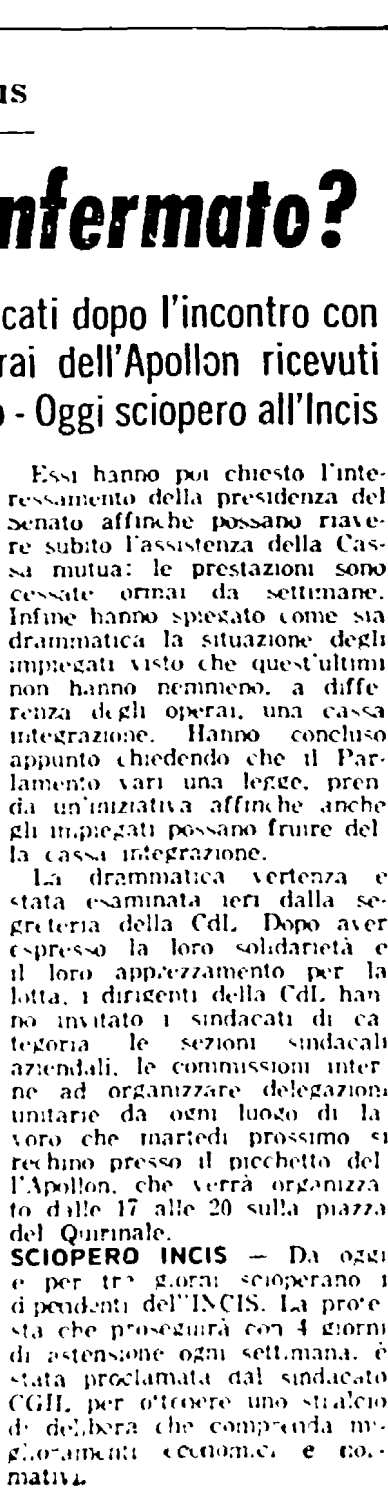 us
nfermato?
cati dopo l'incontro con
rai dell'Apollon ricevuti
o - Oggi sciopero all'Incis
Essi hanno poi chiesto l'inte-
ressamento della presidenza del
Senato affinche possano riave-
re subito l'assistenza della Cas-
sa mutua: le prestazioni sono
cessate ormai da settimane.
Infine hanno spiegato come sia
drammatica la situazione degli
impiegati visto che quest'ultimi
non hanno nemmeno, a diffe
renza degli operai, una cassa
integrazione. Hanno concluso
appunto chiedendo che il Par-
lamento vari una legge, pren
da un'iniziativa affinche anche
gli impiegati possano fruire del
la cassa integrazione.
La drammatica vertenza e
stata esaminata ieri dalla se-
greteria della CdL Dopo aver
espresso la loro solidarietà e
il loro apprezzamento per la
lotta, i dirigenti della CdL han
no invitato i sindacati di ca
tegoria le sezioni sindacali
aziendali, le commissioni inter
ne ad organizzare delegazioni
unitarie da ogni luogo di la
voro che martedi prossimo si
rechino presso il picchetto del
l'Apollon, che verrà organizza
to dalle 17 alle 20 sulla piazza
del Quirinale.
SCIOPERO INCIS — Da oggi
e per tre giorni scioperano i
dipendenti dell'INCIS. La prote
sta che proseguirà con 4 giorni
di astensione ogni settimana, è
stata proclamata dal sindacato
CGIL per ottenere uno stralcio
di delibera che comprenda mi-
glioramenti economici e nor-
mativi.